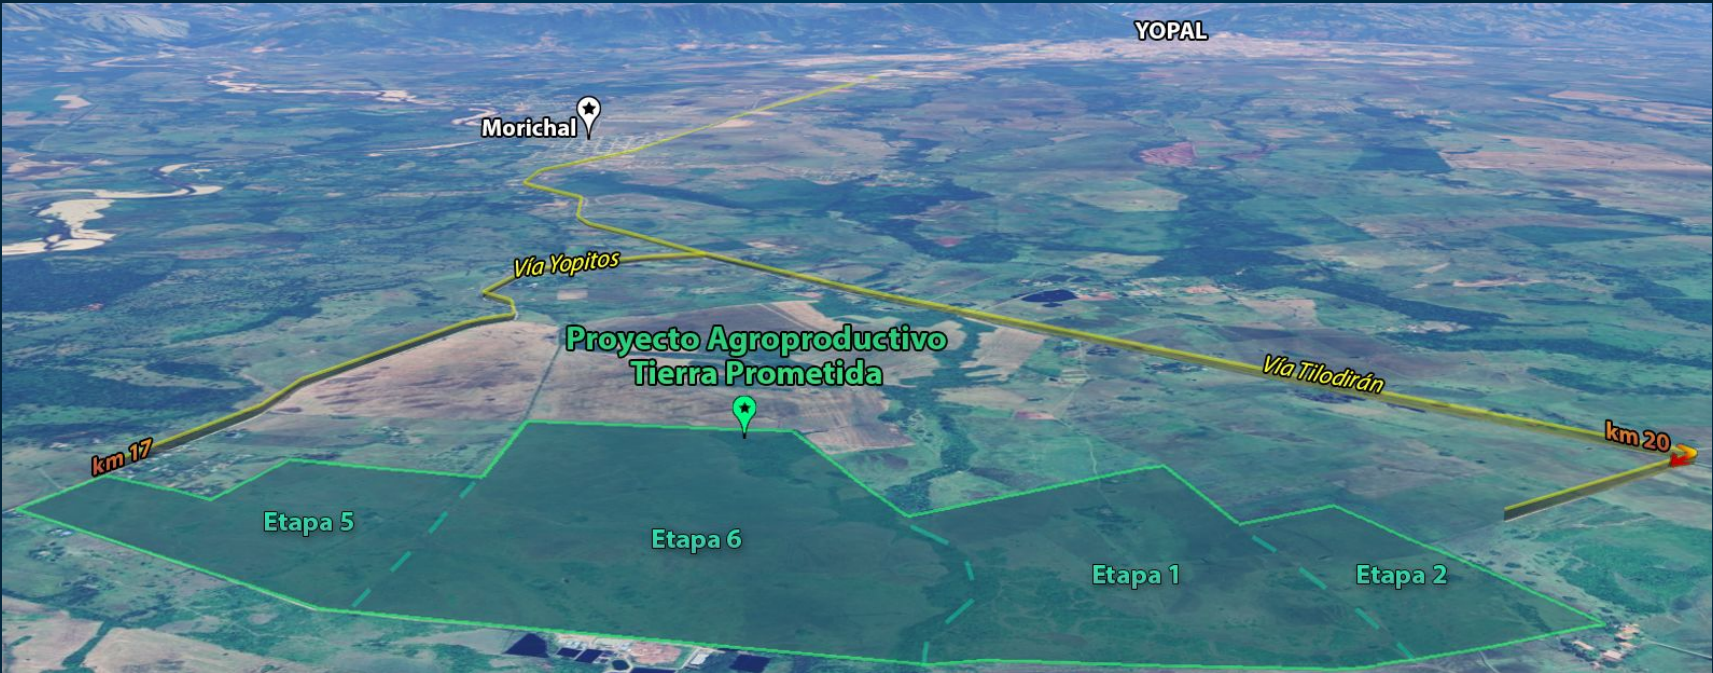 YOPAL
Morichal
Vía Yopitos
Proyecto Agroproductivo
Tierra Prometida
Vía Tilodirán
km 17
km 20
Etapa 5
Etapa 6
Etapa 1
Etapa 2